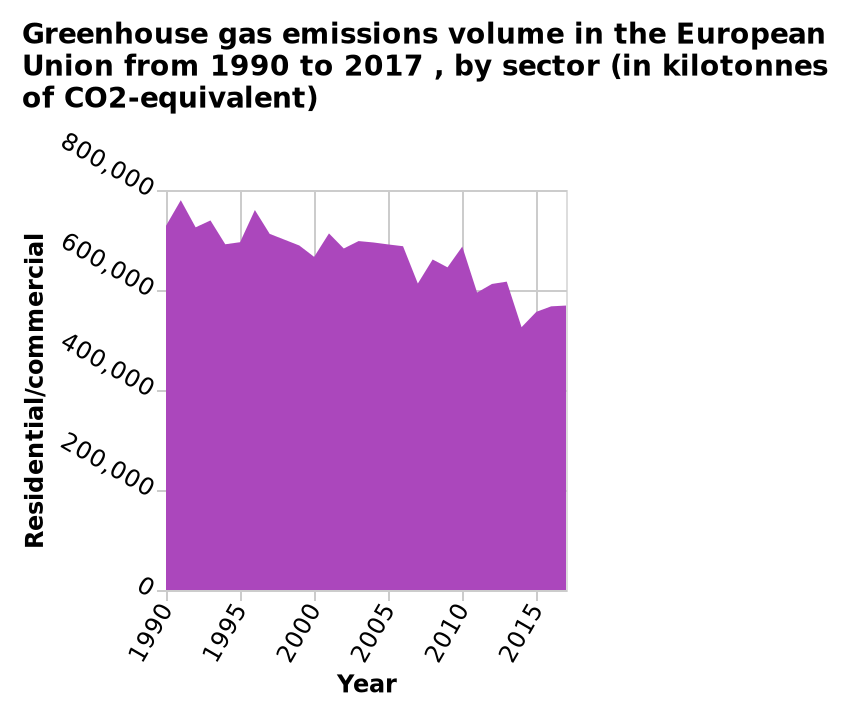 Greenhouse gas emissions volume in the European
Union from 1990 to 2017 , by sector (in kilotonnes
of CO2-equivalent)
800,000
600,000
400,000
200,000
0
Residential/commercial
1990
1995
2000
2005
2010
2015
Year